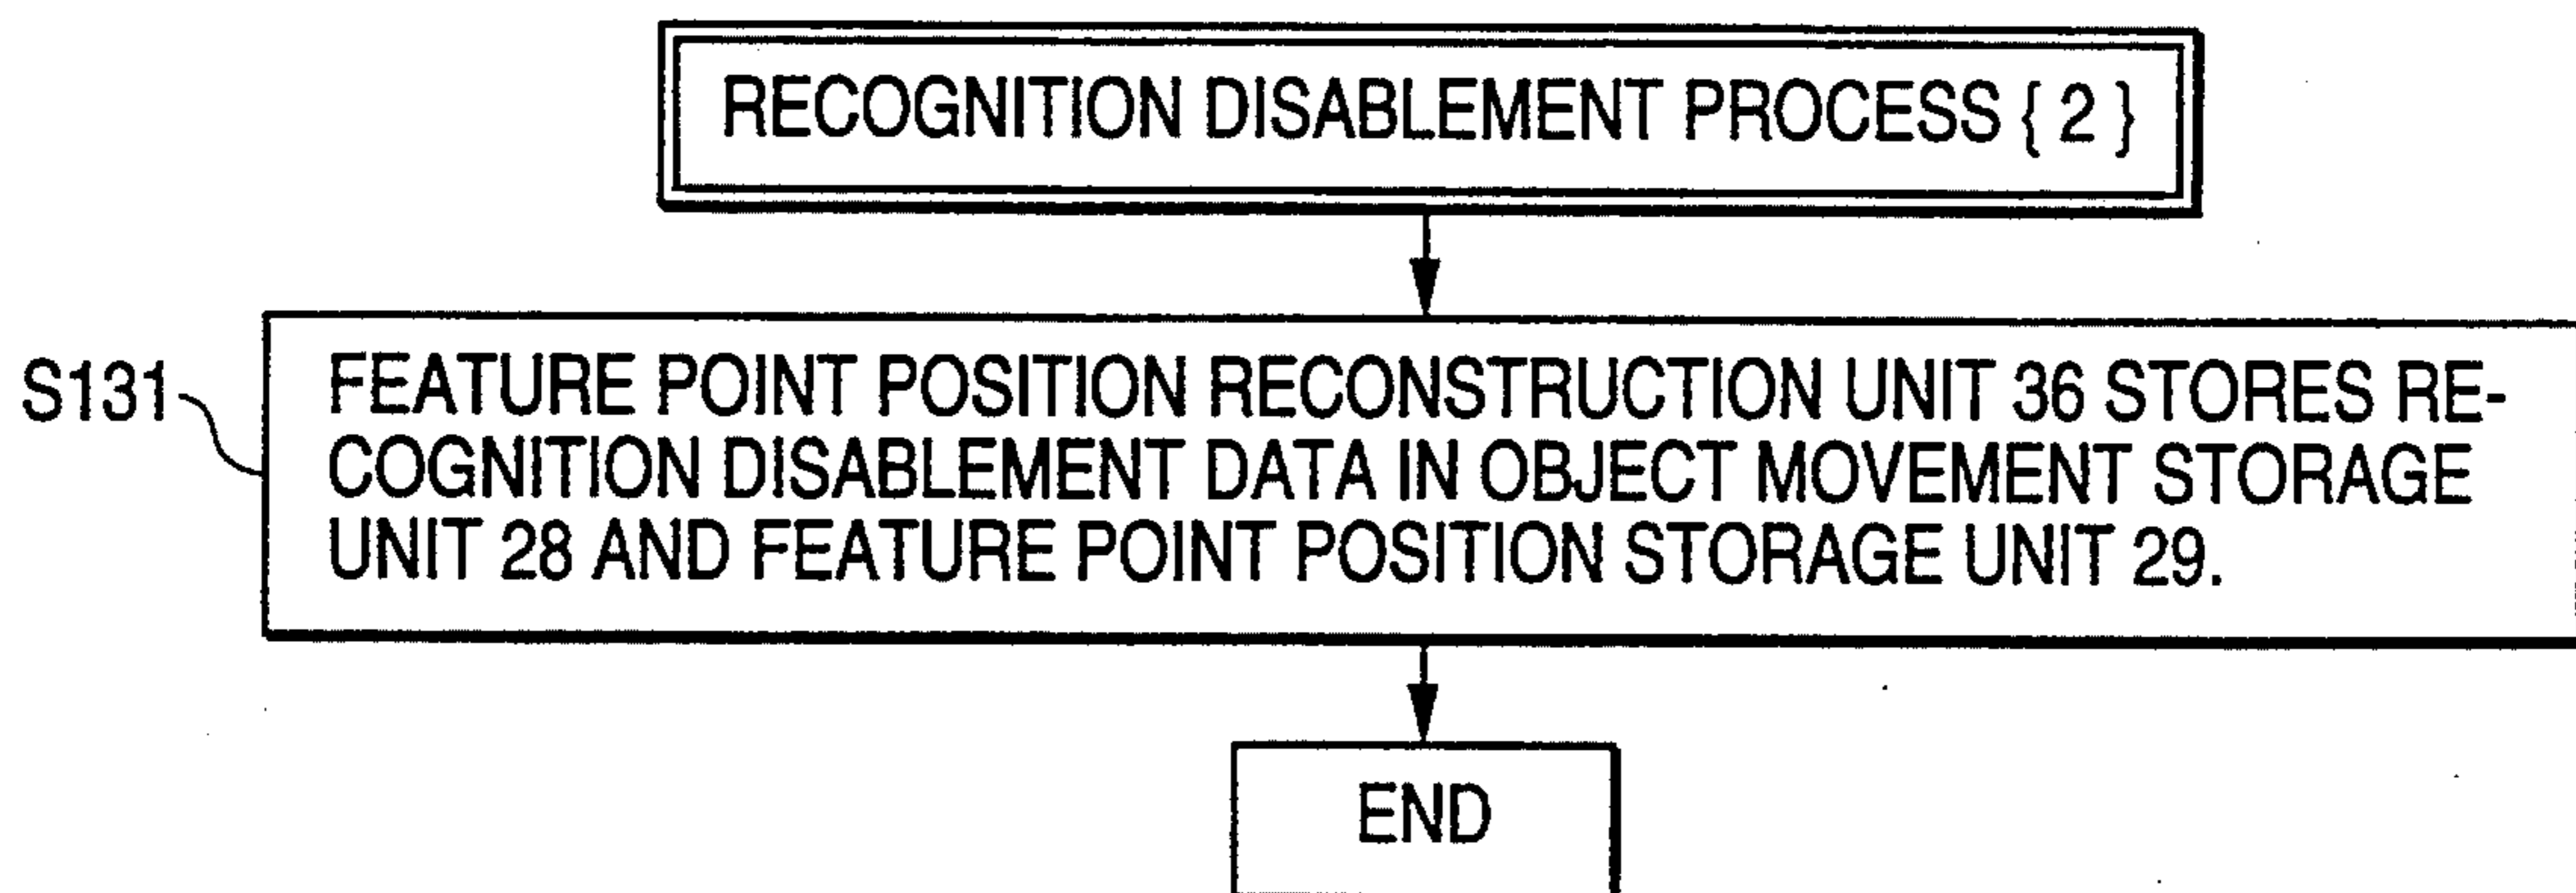 RECOGNITION DISABLEMENT PROCESS { 2 }
S131
FEATURE POINT POSITION RECONSTRUCTION UNIT 36 STORES RE-
COGNITION DISABLEMENT DATA IN OBJECT MOVEMENT STORAGE
UNIT 28 AND FEATURE POINT POSITION STORAGE UNIT 29.
END